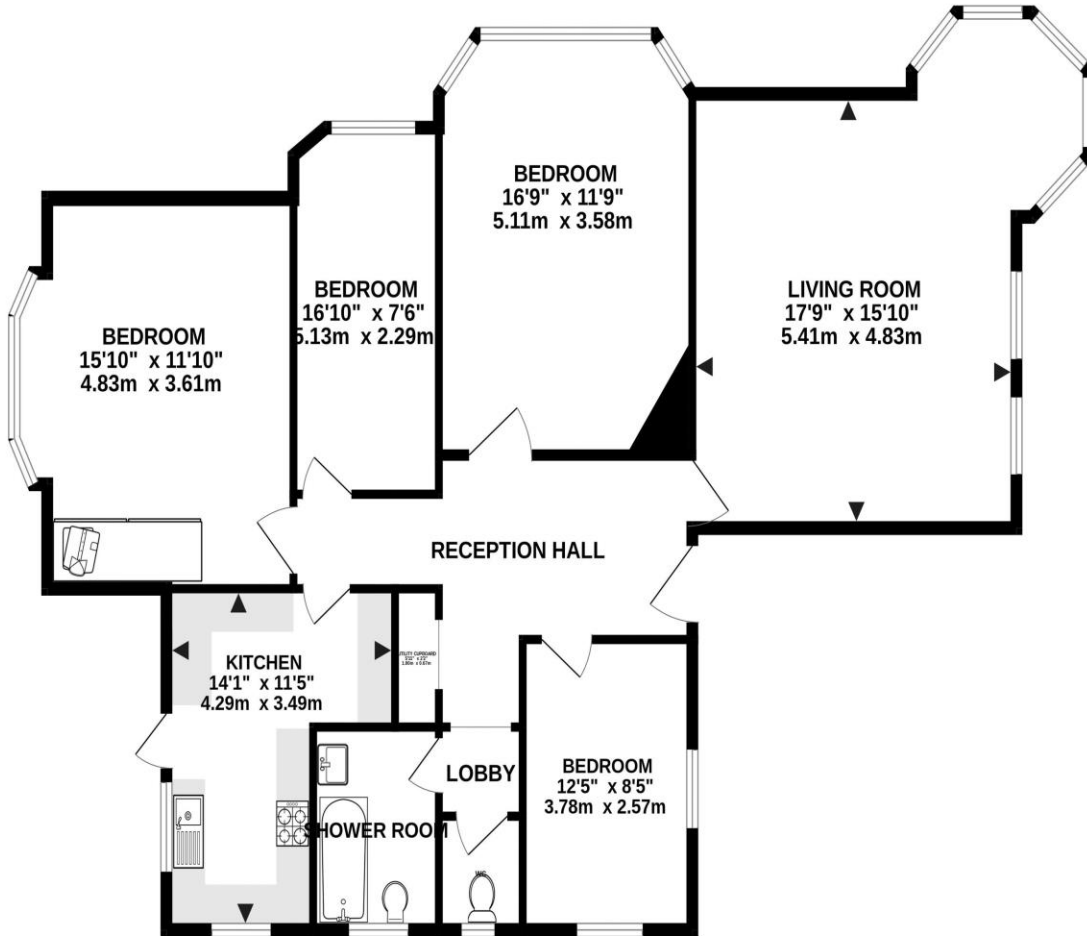 BEDROOM
16'9" x 11'9"
5.11m x 3.58m
BEDROOM
16'10" x 7'6"
5.13m x 2.29m
LIVING ROOM
17'9" x 15'10"
5.41m x 4.83m
BEDROOM
15'10" x 11'10"
4.83m x 3.61m
RECEPTION HALL
KITCHEN
14'1" x 11'5"
4.29m x 3.49m
UTILITY CUPBOARD
LOBBY
BEDROOM
12'5" x 8'5"
3.78m x 2.57m
SHOWER ROOM
WC